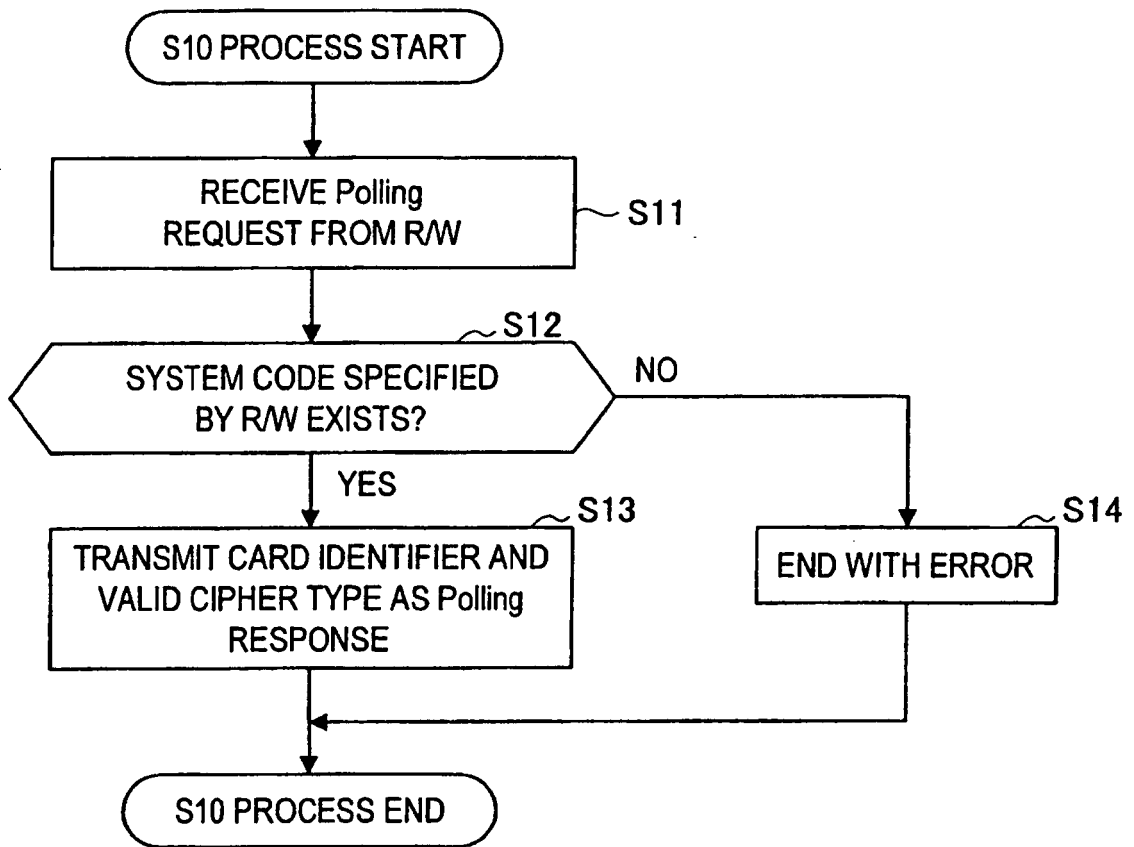 S10 PROCESS START
RECEIVE Polling
REQUEST FROM R/W
S11
S12
SYSTEM CODE SPECIFIED
BY R/W EXISTS?
NO
YES
S13
TRANSMIT CARD IDENTIFIER AND
VALID CIPHER TYPE AS Polling
RESPONSE
S14
END WITH ERROR
S10 PROCESS END